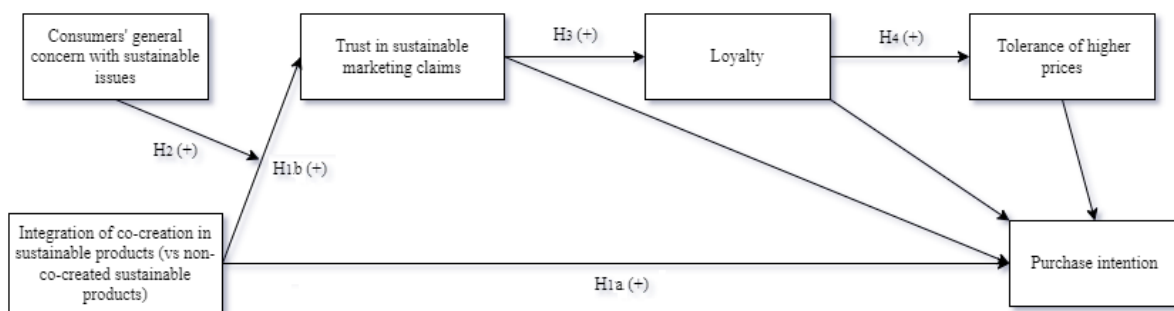 Consumers' general
concern with sustainable
issues
Trust in sustainable
marketing claims
H3 (+)
Loyalty
H4 (+)
Tolerance of higher
prices
H2 (+)
H1b (+)
Integration of co-creation in
sustainable products (vs non-
co-created sustainable
products)
H1a (+)
Purchase intention